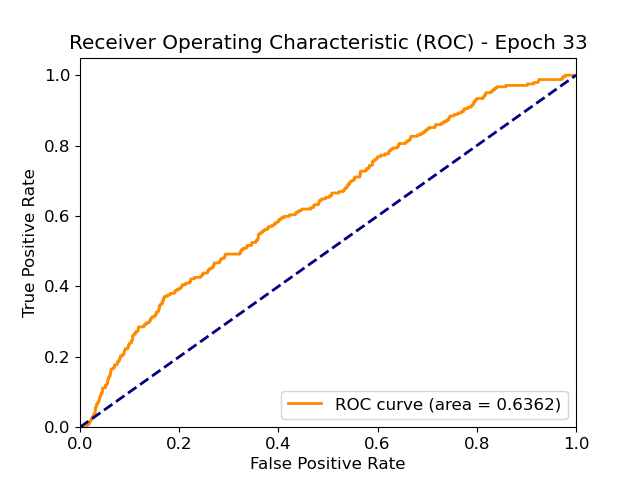 Receiver Operating Characteristic (ROC) - Epoch 33
1.0
0.8
0.6
0.4
0.2
0.0
True Positive Rate
ROC curve (area = 0.6362)
0.0 0.2 0.4 0.6 0.8 1.0
False Positive Rate